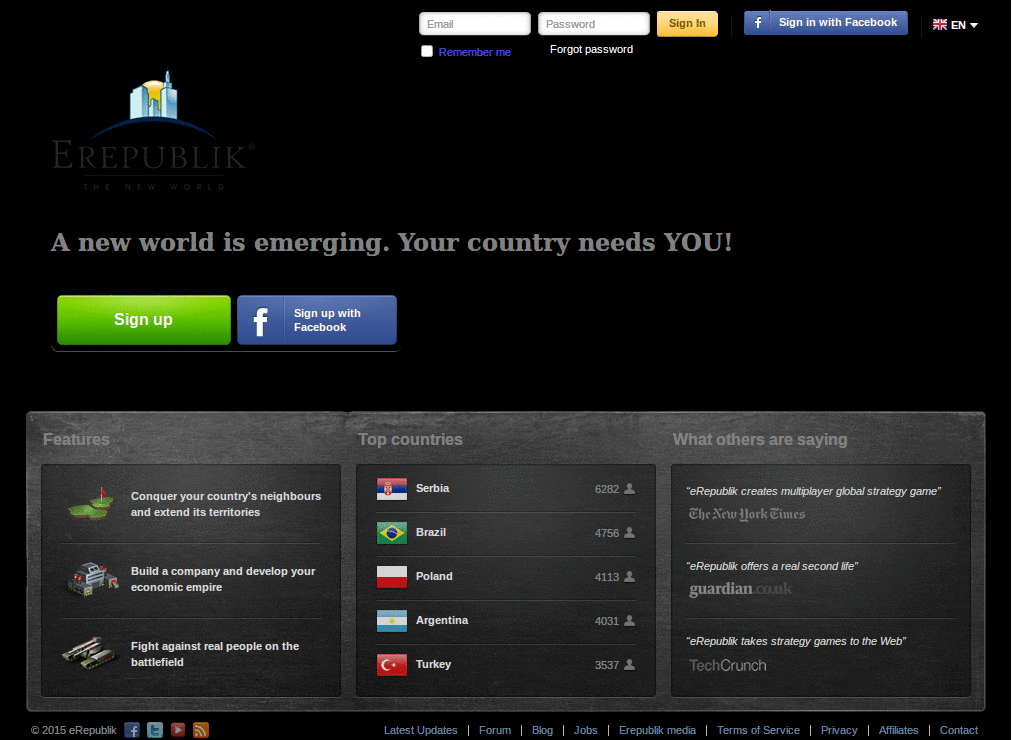 Email
Password
Sign In
Sign in with Facebook
EN
Remember me
Forgot password
EREPUBLIK®
THE NEW WORLD
A new world is emerging. Your country needs YOU!
Sign up
Sign up with
Facebook
Features
Conquer your country's neighbours
and extend its territories
Build a company and develop your
economic empire
Fight against real people on the
battlefield
Top countries
Serbia 6282
Brazil 4756
Poland 4113
Argentina 4031
Turkey 3537
What others are saying
“eRepublik creates multiplayer global strategy game”
The New York Times
“eRepublik offers a real second life”
guardian.co.uk
“eRepublik takes strategy games to the Web”
TechCrunch
© 2015 eRepublik
Latest Updates | Forum | Blog | Jobs | Erepublik media | Terms of Service | Privacy | Affiliates | Contact